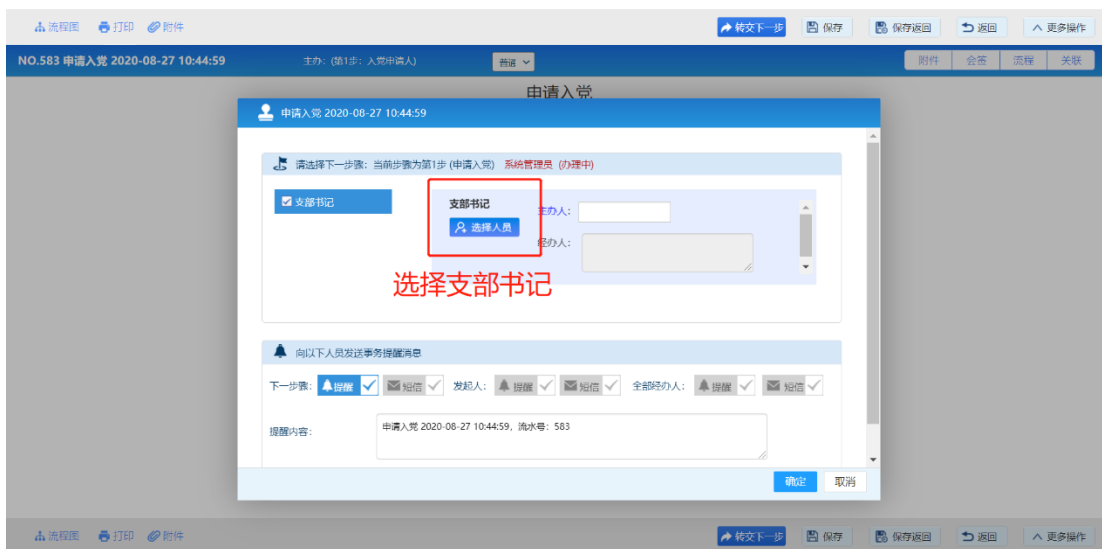 流程图 打印 附件 转交下一步 保存 保存返回 返回 更多操作
NO.583 申请入党 2020-08-27 10:44:59 主办: (第1步: 入党申请人) 普通 附件 会签 流程 关联
申请入党
申请入党 2020-08-27 10:44:59
请选择下一步骤: 当前步骤为第1步 (申请入党) 系统管理员 (办理中)
支部书记 支部书记 主办人:
选择人员
经办人:
选择支部书记
向以下人员发送事务提醒消息
下一步骤: 提醒 短信 发起人: 提醒 短信 全部经办人: 提醒 短信
提醒内容: 申请入党 2020-08-27 10:44:59, 流水号: 583
确定 取消
流程图 打印 附件 转交下一步 保存 保存返回 返回 更多操作